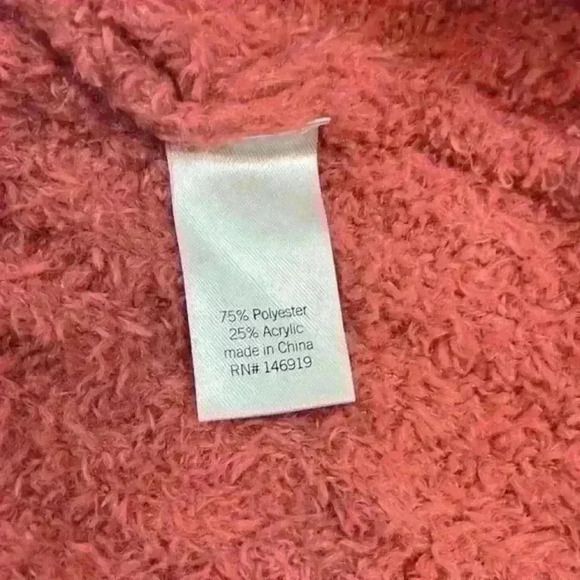 75% Polyester
25% Acrylic
made in China
RN# 146919